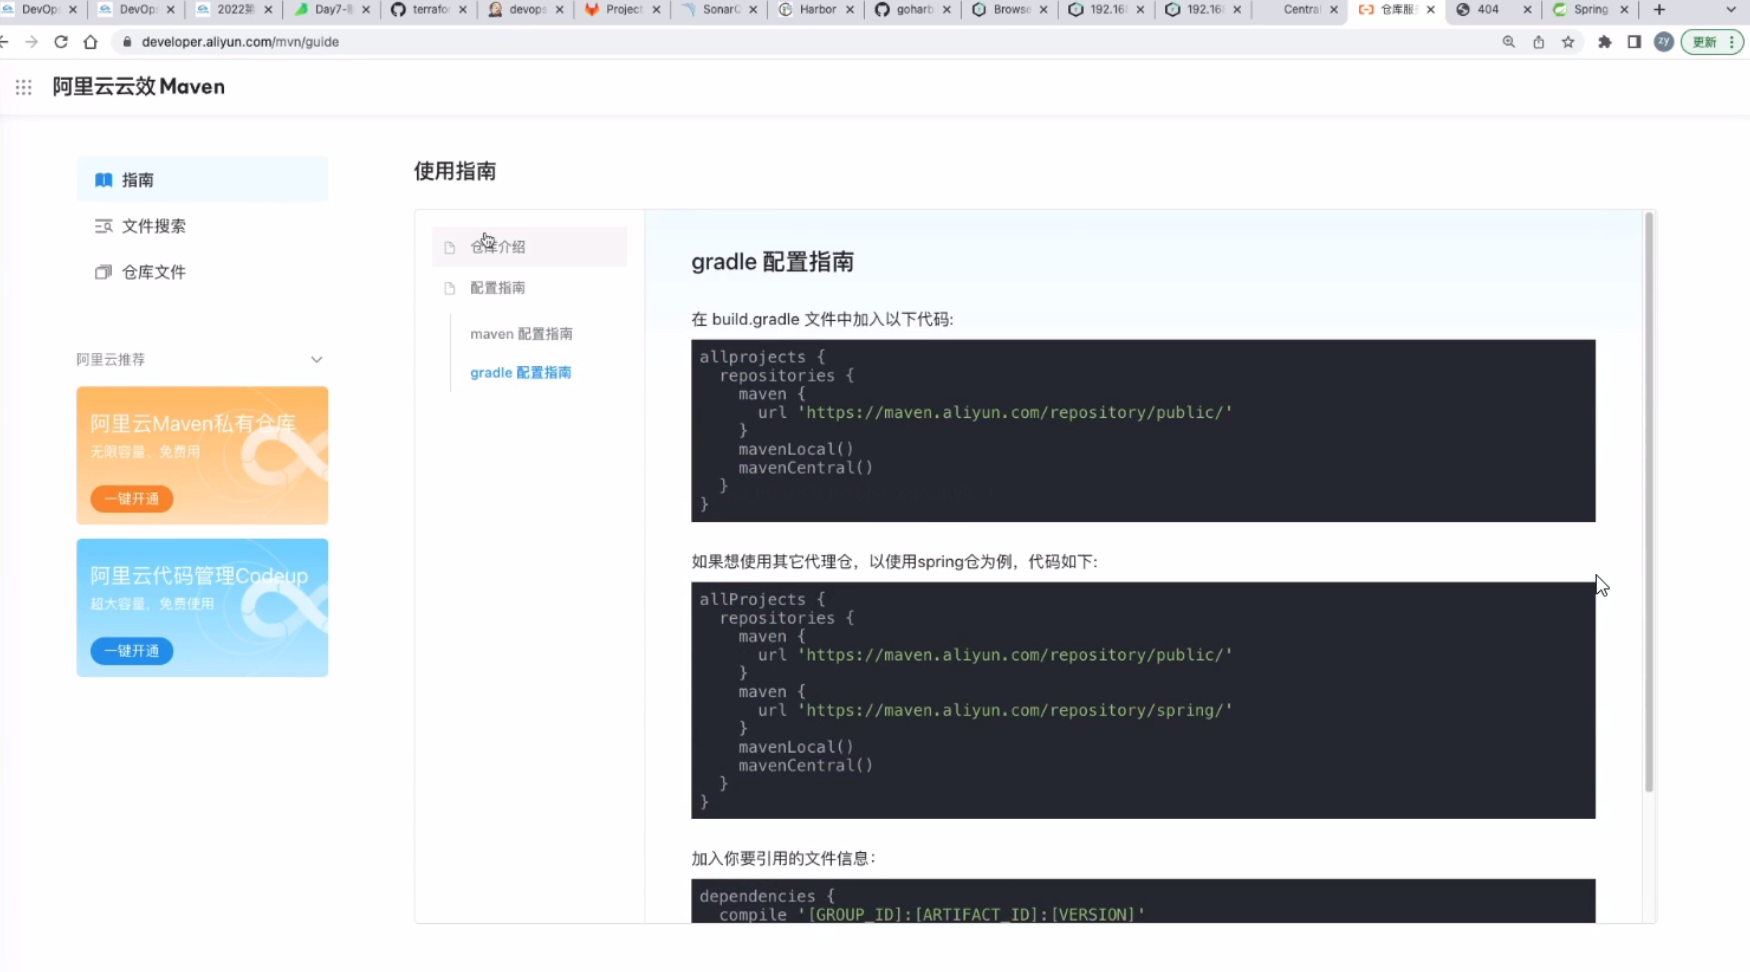 DevOp:
DevOp:
2022第
Day7-
terrafo
devops
Project
SonarQ
Harbor
goharb
Browse
192.16
192.16
Central
仓库服
404
Spring
developer.aliyun.com/mvn/guide
zy
更新
阿里云云效 Maven
指南
文件搜索
仓库文件
阿里云推荐
阿里云Maven私有仓库
无限容量、免费用
一键开通
阿里云代码管理Codeup
超大容量，免费使用
一键开通
使用指南
仓库介绍
配置指南
maven 配置指南
gradle 配置指南
gradle 配置指南
在 build.gradle 文件中加入以下代码:
allprojects {
repositories {
maven {
url 'https://maven.aliyun.com/repository/public/'
}
mavenLocal()
mavenCentral()
}
}
如果想使用其它代理仓，以使用spring仓为例，代码如下:
allProjects {
repositories {
maven {
url 'https://maven.aliyun.com/repository/public/'
}
maven {
url 'https://maven.aliyun.com/repository/spring/'
}
mavenLocal()
mavenCentral()
}
}
加入你要引用的文件信息：
dependencies {
compile '[GROUP_ID]:[ARTIFACT_ID]:[VERSION]'